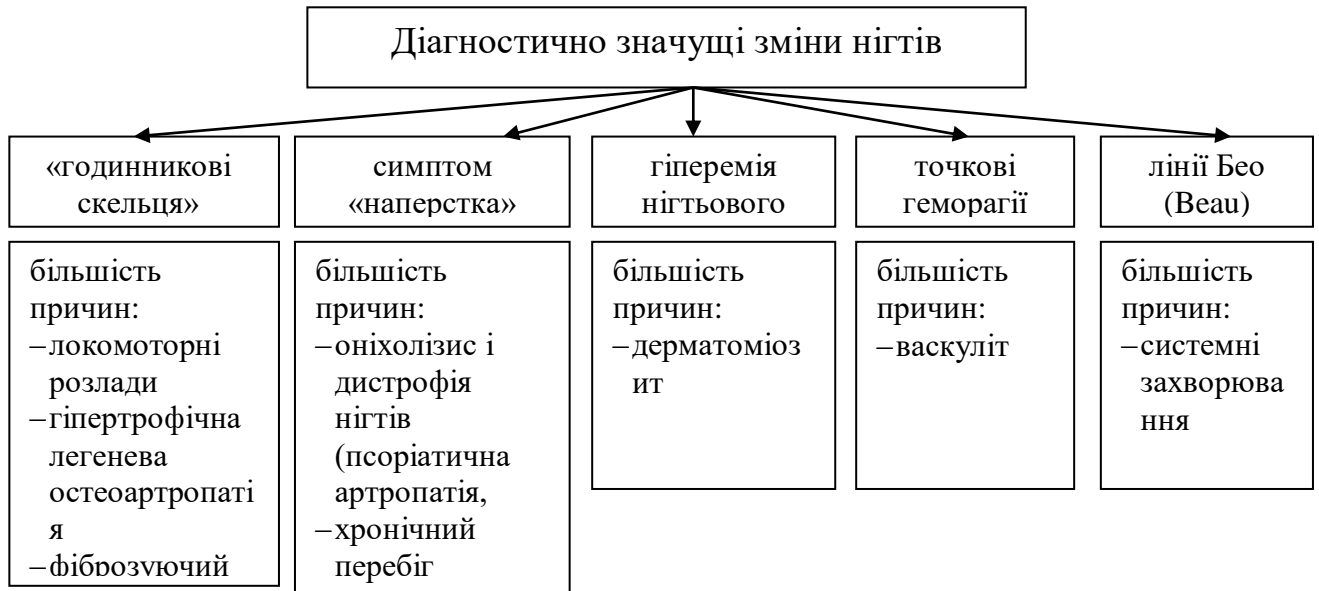 Діагностично значущі зміни нігтів
«годинникові
скельця»
симптом
«наперстка»
гіперемія
нігтьового
точкові
геморагії
лінії Бео
(Beau)
більшість
причин:
–локомоторні
розлади
–гіпертрофічна
легенева
остеоартропаті
я
–фіброзуючий
більшість
причин:
–оніхолізис і
дистрофія
нігтів
(псоріатична
артропатія,
–хронічний
перебіг
більшість
причин:
–дерматоміоз
ит
більшість
причин:
–васкуліт
більшість
причин:
–системні
захворюва
ння